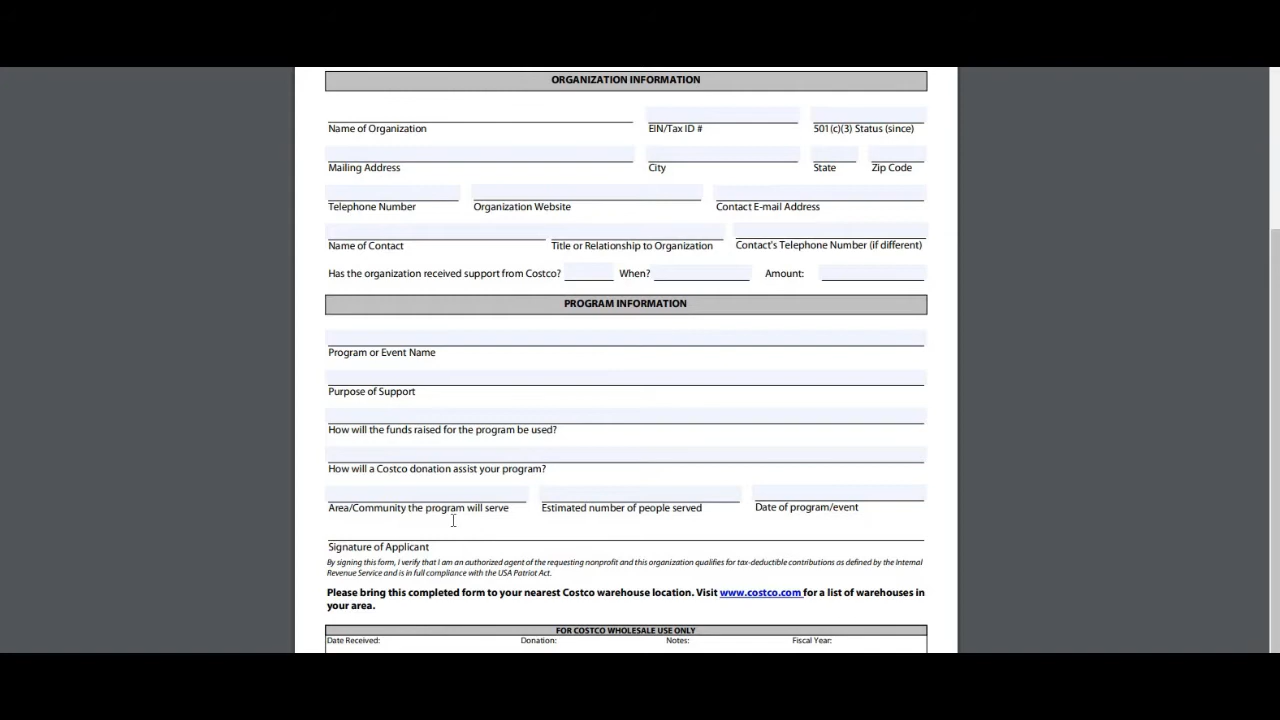 ORGANIZATION INFORMATION
Name of Organization EIN/Tax ID # 501(c)(3) Status (since)
Mailing Address City State Zip Code
Telephone Number Organization Website Contact E-mail Address
Name of Contact Title or Relationship to Organization Contact's Telephone Number (if different)
Has the organization received support from Costco? When? Amount:
PROGRAM INFORMATION
Program or Event Name
Purpose of Support
How will the funds raised for the program be used?
How will a Costco donation assist your program?
Area/Community the program will serve Estimated number of people served Date of program/event
Signature of Applicant
By signing this form, I verify that I am an authorized agent of the requesting nonprofit and this organization qualifies for tax-deductible contributions as defined by the Internal
Revenue Service and is in full compliance with the USA Patriot Act.
Please bring this completed form to your nearest Costco warehouse location. Visit www.costco.com for a list of warehouses in
your area.
FOR COSTCO WHOLESALE USE ONLY
Date Received: Donation: Notes: Fiscal Year: